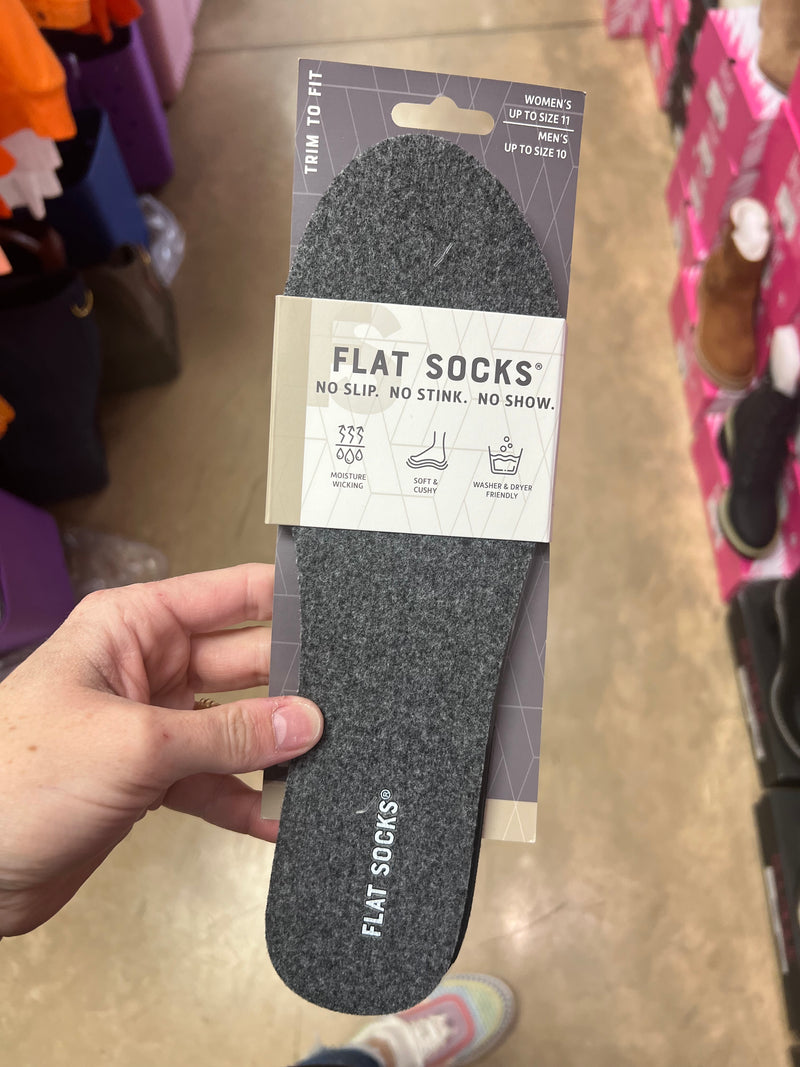 TRIM TO FIT
WOMEN'S
UP TO SIZE 11
MEN'S
UP TO SIZE 10
FLAT SOCKS®
NO SLIP. NO STINK. NO SHOW.
MOISTURE
WICKING
SOFT &
CUSHY
WASHER & DRYER
FRIENDLY
FLAT SOCKS®